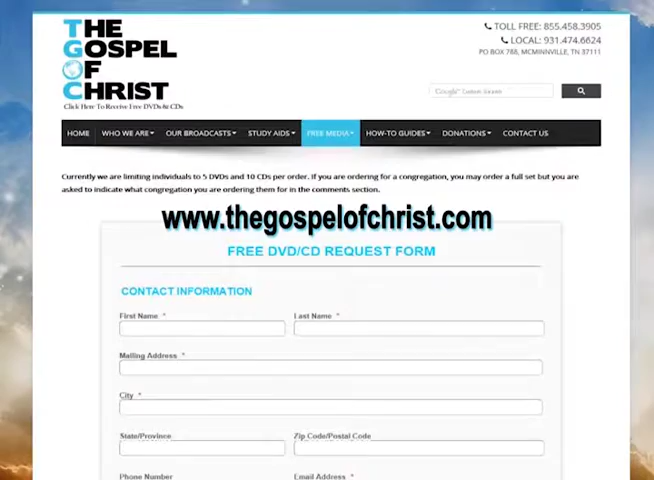 THE
GOSPEL
OF
CHRIST
Click Here To Receive Free DVDs & CDs
TOLL FREE: 855.458.3905
LOCAL: 931.474.6624
PO BOX 788, MCMINNVILLE, TN 37111
Google Custom Search
HOME WHO WE ARE OUR BROADCASTS STUDY AIDS FREE MEDIA HOW-TO GUIDES DONATIONS CONTACT US
Currently we are limiting individuals to 5 DVDs and 10 CDs per order. If you are ordering for a congregation, you may order a full set but you are
asked to indicate what congregation you are ordering them for in the comments section.
www.thegospelofchrist.com
FREE DVD/CD REQUEST FORM
CONTACT INFORMATION
First Name * Last Name *
Mailing Address *
City *
State/Province Zip Code/Postal Code
Phone Number Email Address *